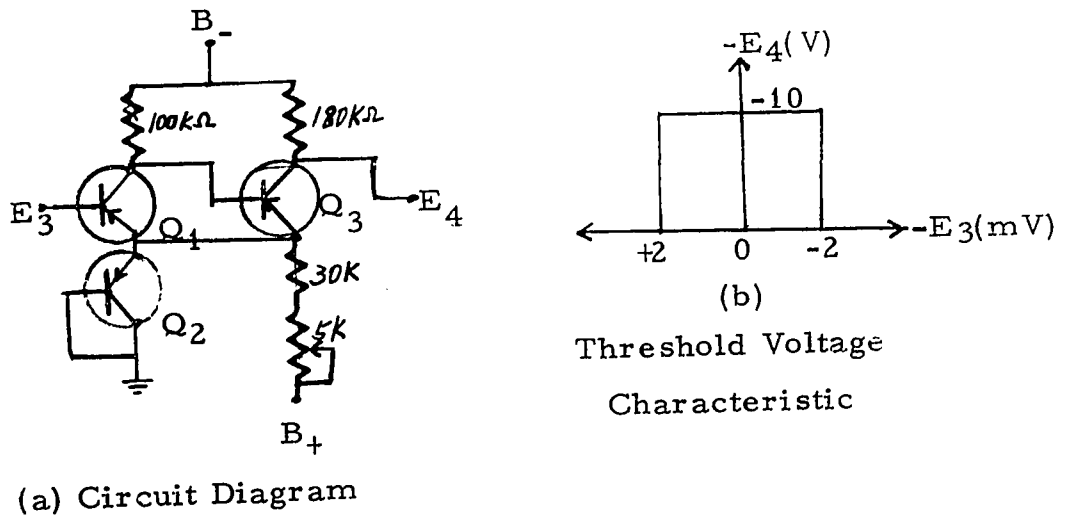 B-
100KΩ
180KΩ
E3
Q1
Q3
E4
Q2
30K
5K
B+
(a) Circuit Diagram
-E4(V)
-10
+2
0
-2
-E3(mV)
(b)
Threshold Voltage
Characteristic